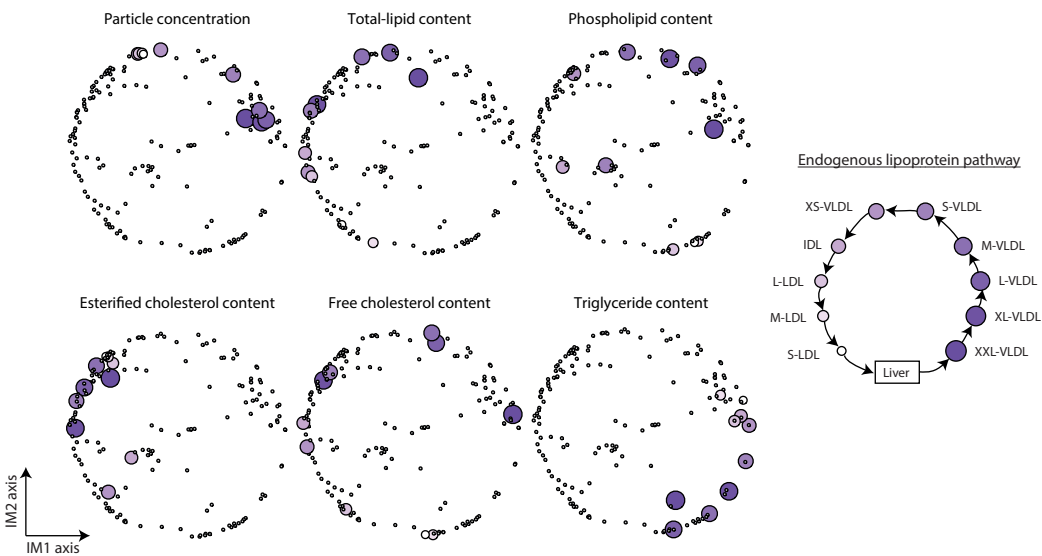 Particle concentration
Total-lipid content
Phospholipid content
Endogenous lipoprotein pathway
XS-VLDL
S-VLDL
IDL
M-VLDL
L-LDL
L-VLDL
M-LDL
XL-VLDL
S-LDL
XXL-VLDL
Liver
Esterified cholesterol content
Free cholesterol content
Triglyceride content
IM2 axis
IM1 axis